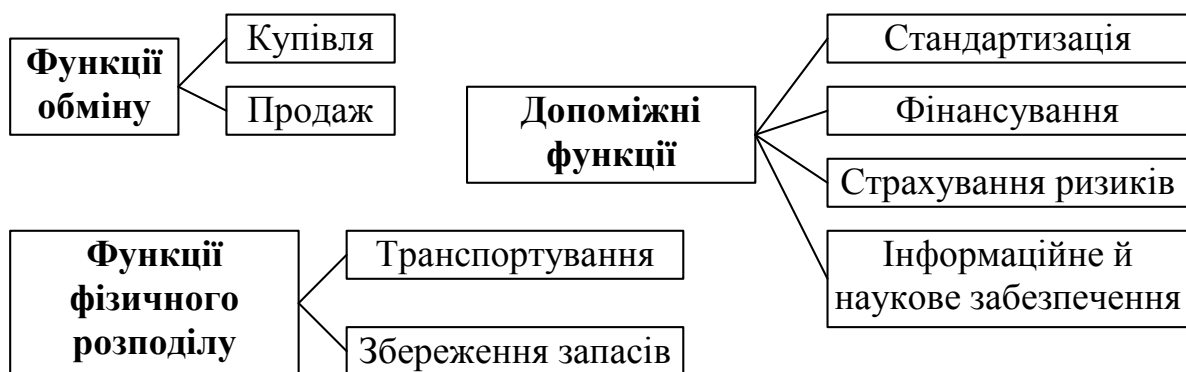 Функції
обміну
Купівля
Продаж
Функції
фізичного
розподілу
Транспортування
Збереження запасів
Допоміжні
функції
Стандартизація
Фінансування
Страхування ризиків
Інформаційне й
наукове забезпечення